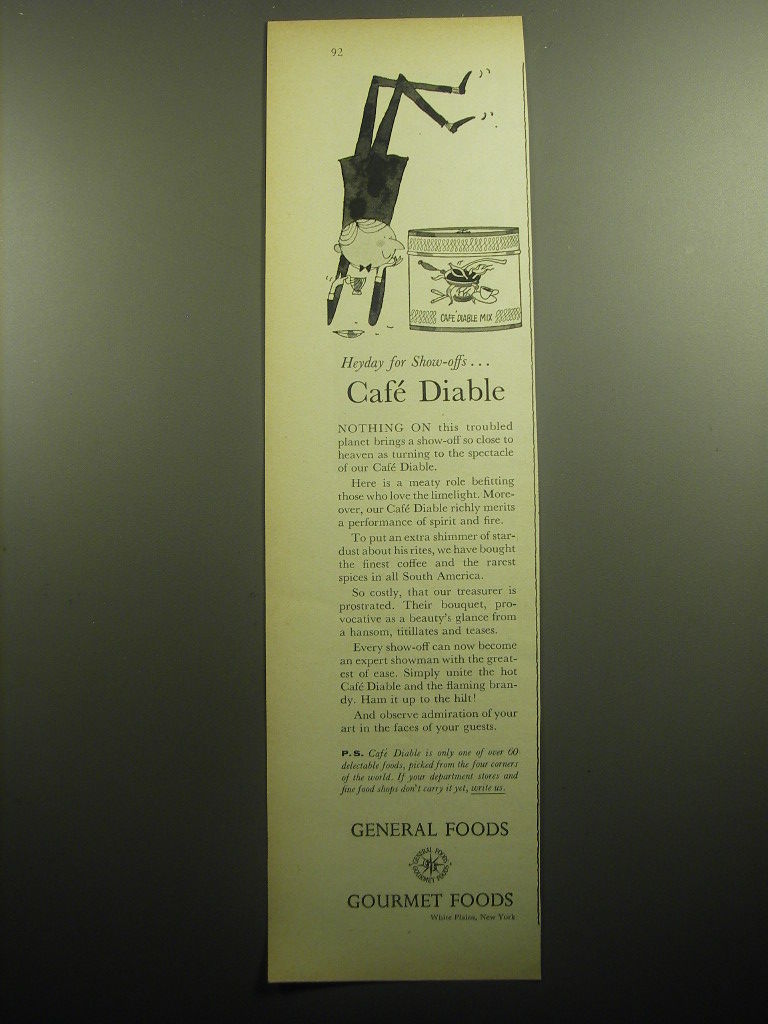 92
CAFÉ DIABLE MIX
Heyday for Show-offs . . .
Café Diable
NOTHING ON this troubled
planet brings a show-off so close to
heaven as turning to the spectacle
of our Café Diable.
Here is a meaty role befitting
those who love the limelight. More-
over, our Café Diable richly merits
a performance of spirit and fire.
To put an extra shimmer of star-
dust about his rites, we have bought
the finest coffee and the rarest
spices in all South America.
So costly, that our treasurer is
prostrated. Their bouquet, pro-
vocative as a beauty's glance from
a hansom, titillates and teases.
Every show-off can now become
an expert showman with the great-
est of ease. Simply unite the hot
Café Diable and the flaming bran-
dy. Ham it up to the hilt!
And observe admiration of your
art in the faces of your guests.
P.S. Café Diable is only one of over 60
delectable foods, picked from the four corners
of the world. If your department stores and
fine food shops don't carry it yet, write us.
GENERAL FOODS
GENERAL FOODS
GOURMET FOODS
GOURMET FOODS
White Plains, New York